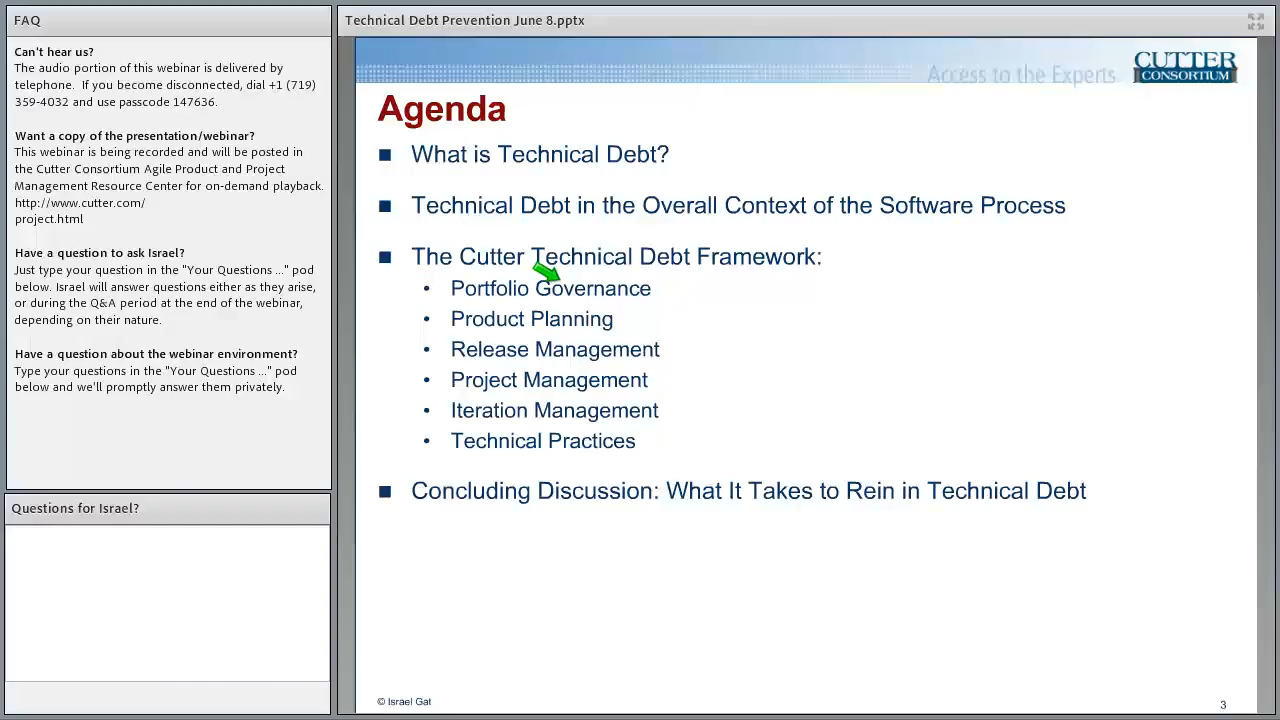 FAQ
Can't hear us?
The audio portion of this webinar is delivered by
telephone. If you become disconnected, dial +1 (719)
359-4032 and use passcode 147636.
Want a copy of the presentation/webinar?
This webinar is being recorded and will be posted in
the Cutter Consortium Agile Product and Project
Management Resource Center for on-demand playback.
http://www.cutter.com/
project.html
Have a question to ask Israel?
Just type your question in the "Your Questions ..." pod
below. Israel will answer questions either as they arise,
or during the Q&A period at the end of the webinar,
depending on their nature.
Have a question about the webinar environment?
Type your questions in the "Your Questions ..." pod
below and we'll promptly answer them privately.
Questions for Israel?
Technical Debt Prevention June 8.pptx
Access to the Experts
CUTTER
CONSORTIUM
Agenda
What is Technical Debt?
Technical Debt in the Overall Context of the Software Process
The Cutter Technical Debt Framework:
• Portfolio Governance
• Product Planning
• Release Management
• Project Management
• Iteration Management
• Technical Practices
Concluding Discussion: What It Takes to Rein in Technical Debt
© Israel Gat
3